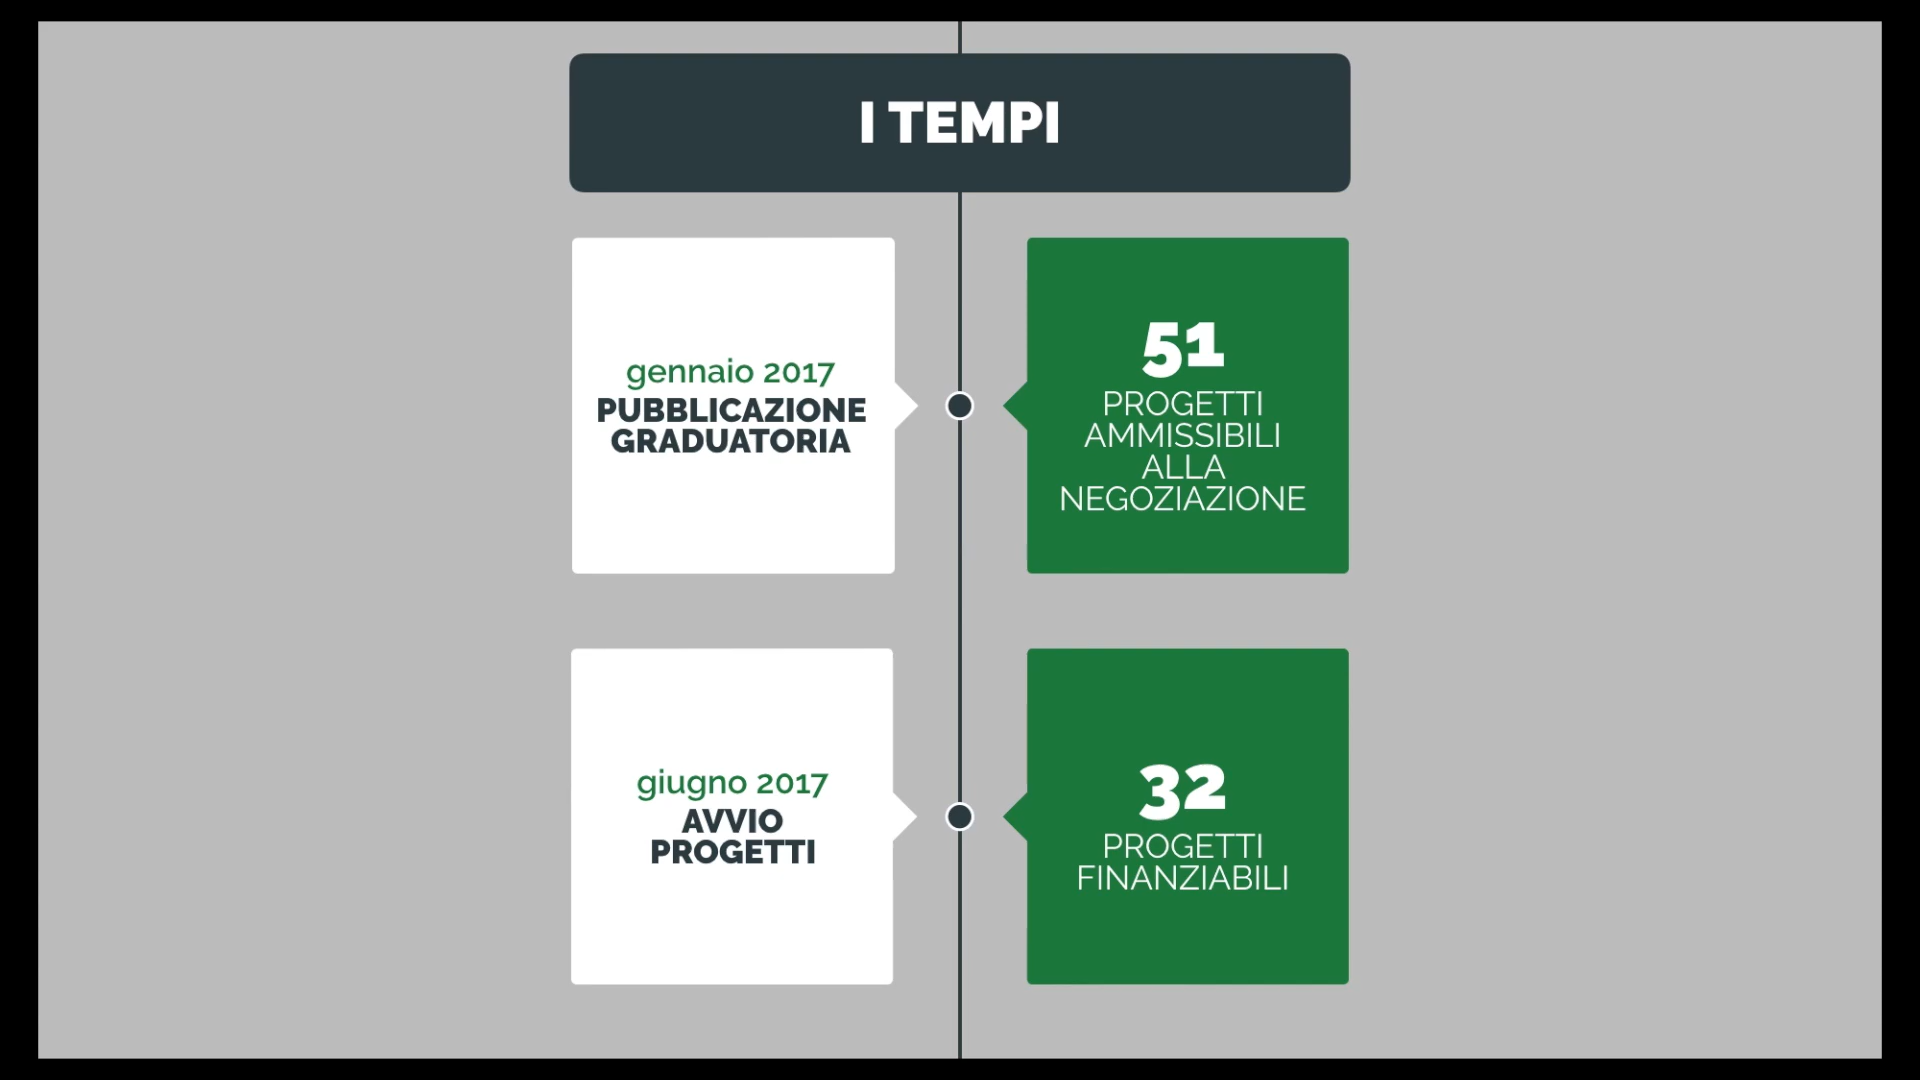 I TEMPI
gennaio 2017
PUBBLICAZIONE
GRADUATORIA
51
PROGETTI
AMMISSIBILI
ALLA
NEGOZIAZIONE
giugno 2017
AVVIO
PROGETTI
32
PROGETTI
FINANZIABILI